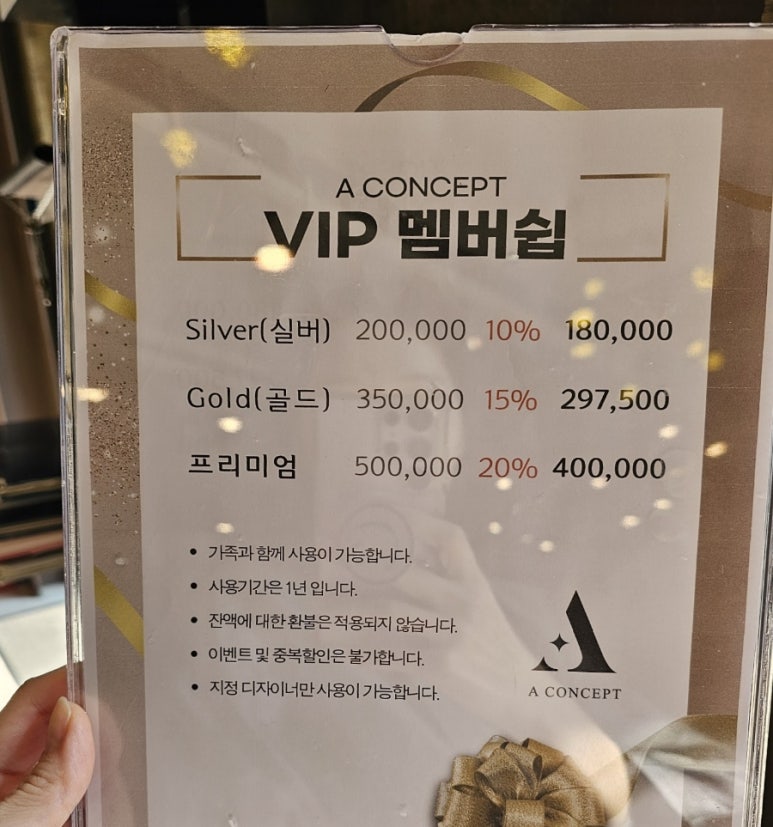 A CONCEPT
VIP 멤버쉽
Silver(실버) 200,000 10% 180,000
Gold(골드) 350,000 15% 297,500
프리미엄 500,000 20% 400,000
• 가족과 함께 사용이 가능합니다.
• 사용기간은 1년 입니다.
• 잔액에 대한 환불은 적용되지 않습니다.
• 이벤트 및 중복할인은 불가합니다.
• 지정 디자이너만 사용이 가능합니다.
A
A CONCEPT